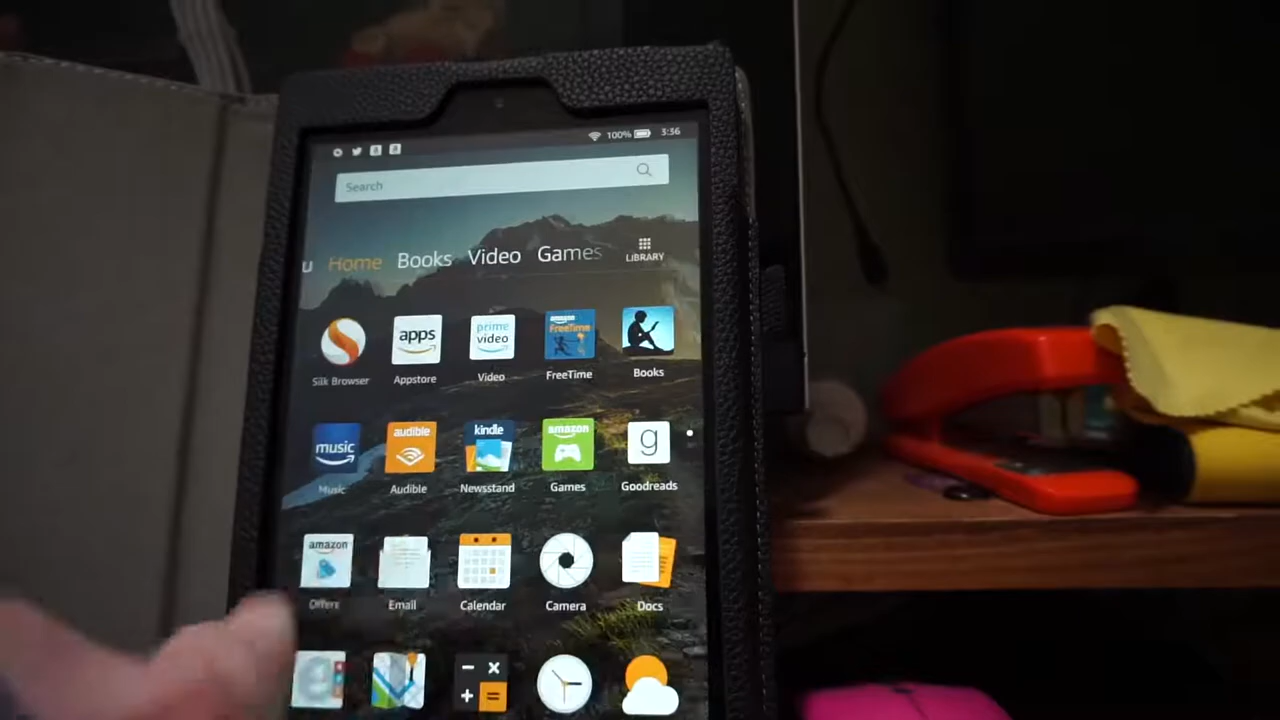 100% 3:36
Search
u Home Books Video Games LIBRARY
apps prime video amazon FreeTime
Silk Browser Appstore Video FreeTime Books
music audible kindle amazon g
Music Audible Newsstand Games Goodreads
amazon
Offers Email Calendar Camera Docs